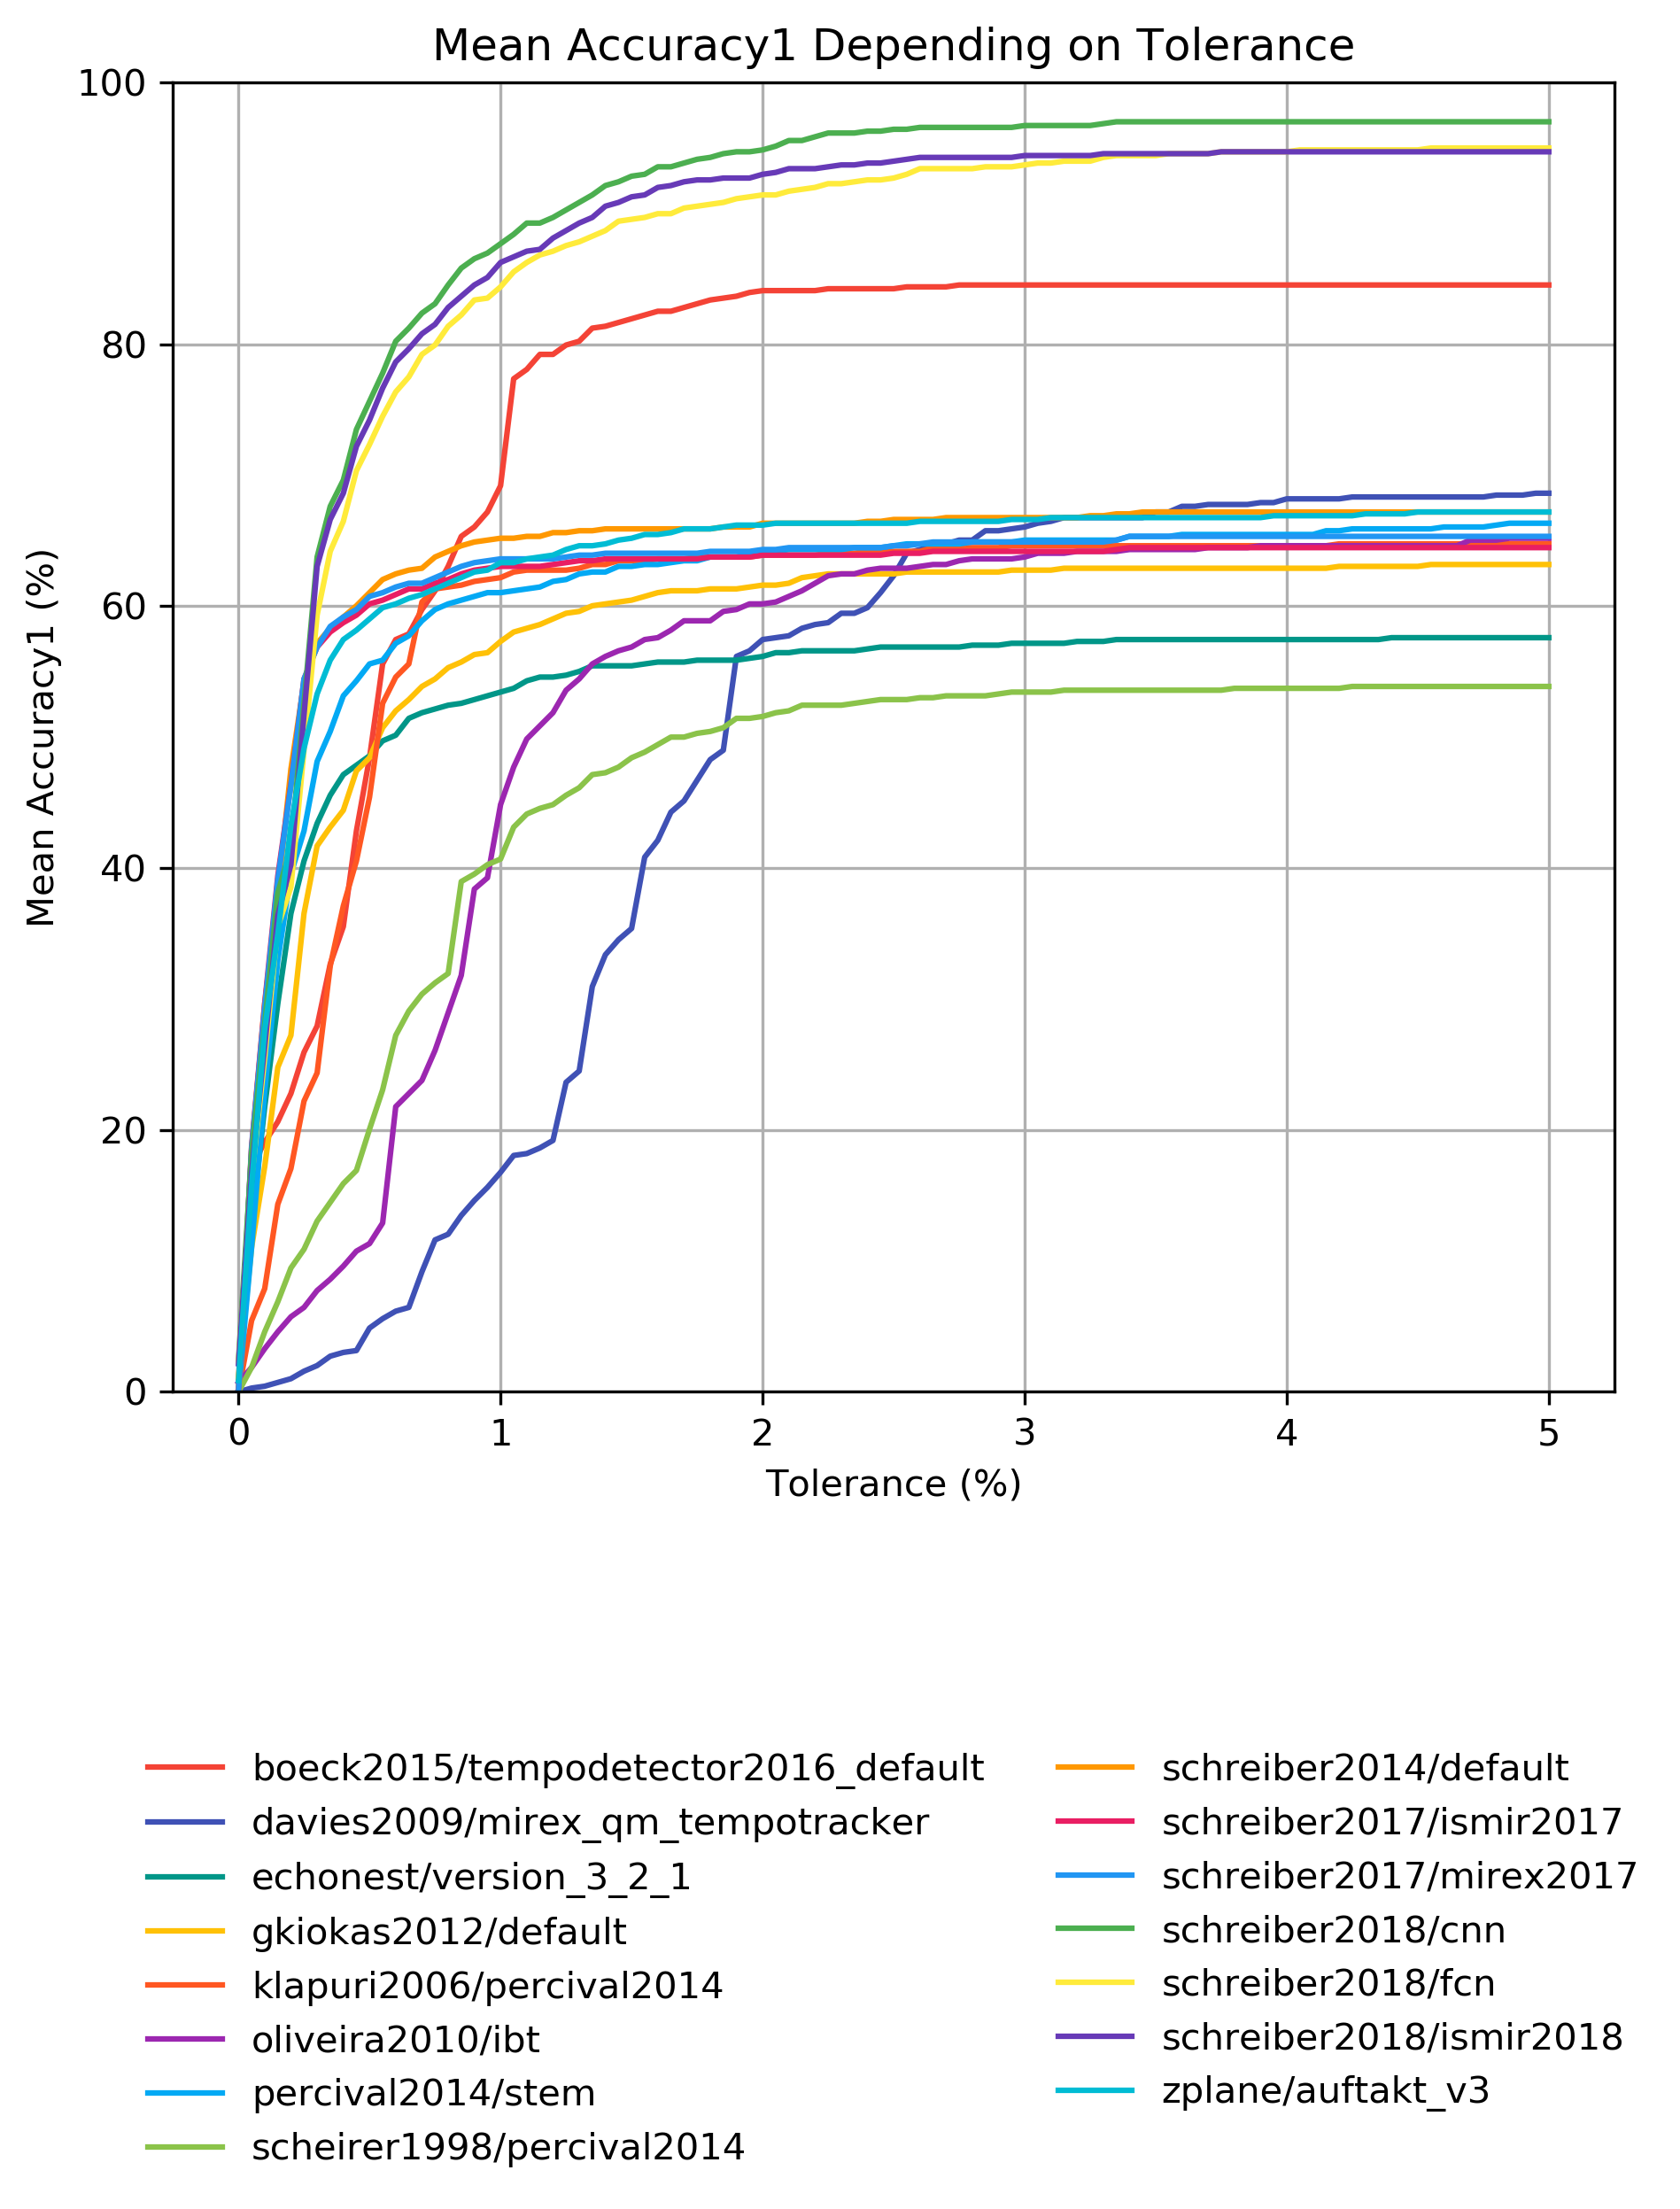 Mean Accuracy1 Depending on Tolerance
100
80
60
40
20
0
Mean Accuracy1 (%)
0 1 2 3 4 5
Tolerance (%)
boeck2015/tempodetector2016_default
davies2009/mirex_qm_tempotracker
echonest/version_3_2_1
gkiokas2012/default
klapuri2006/percival2014
oliveira2010/ibt
percival2014/stem
scheirer1998/percival2014
schreiber2014/default
schreiber2017/ismir2017
schreiber2017/mirex2017
schreiber2018/cnn
schreiber2018/fcn
schreiber2018/ismir2018
zplane/auftakt_v3